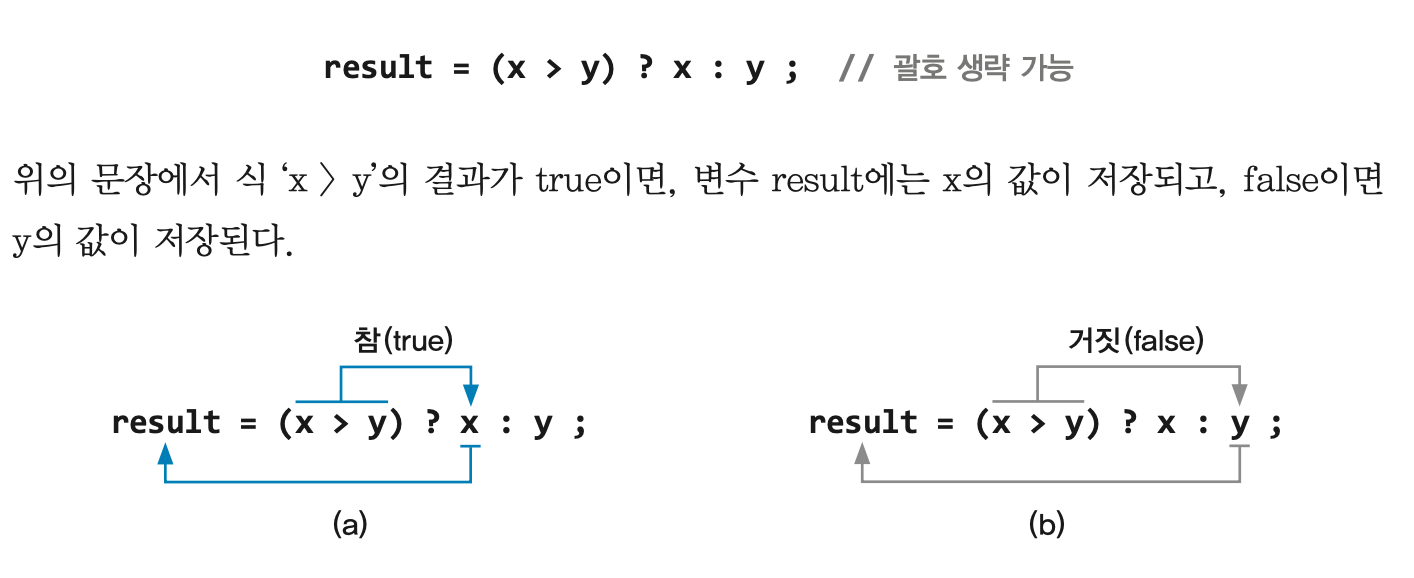 result = (x > y) ? x : y ; // 괄호 생략 가능
위의 문장에서 식 ‘x 〉 y’의 결과가 true이면, 변수 result에는 x의 값이 저장되고, false이면
y의 값이 저장된다.
참(true)
result = (x > y) ? x : y ;
(a)
거짓(false)
result = (x > y) ? x : y ;
(b)